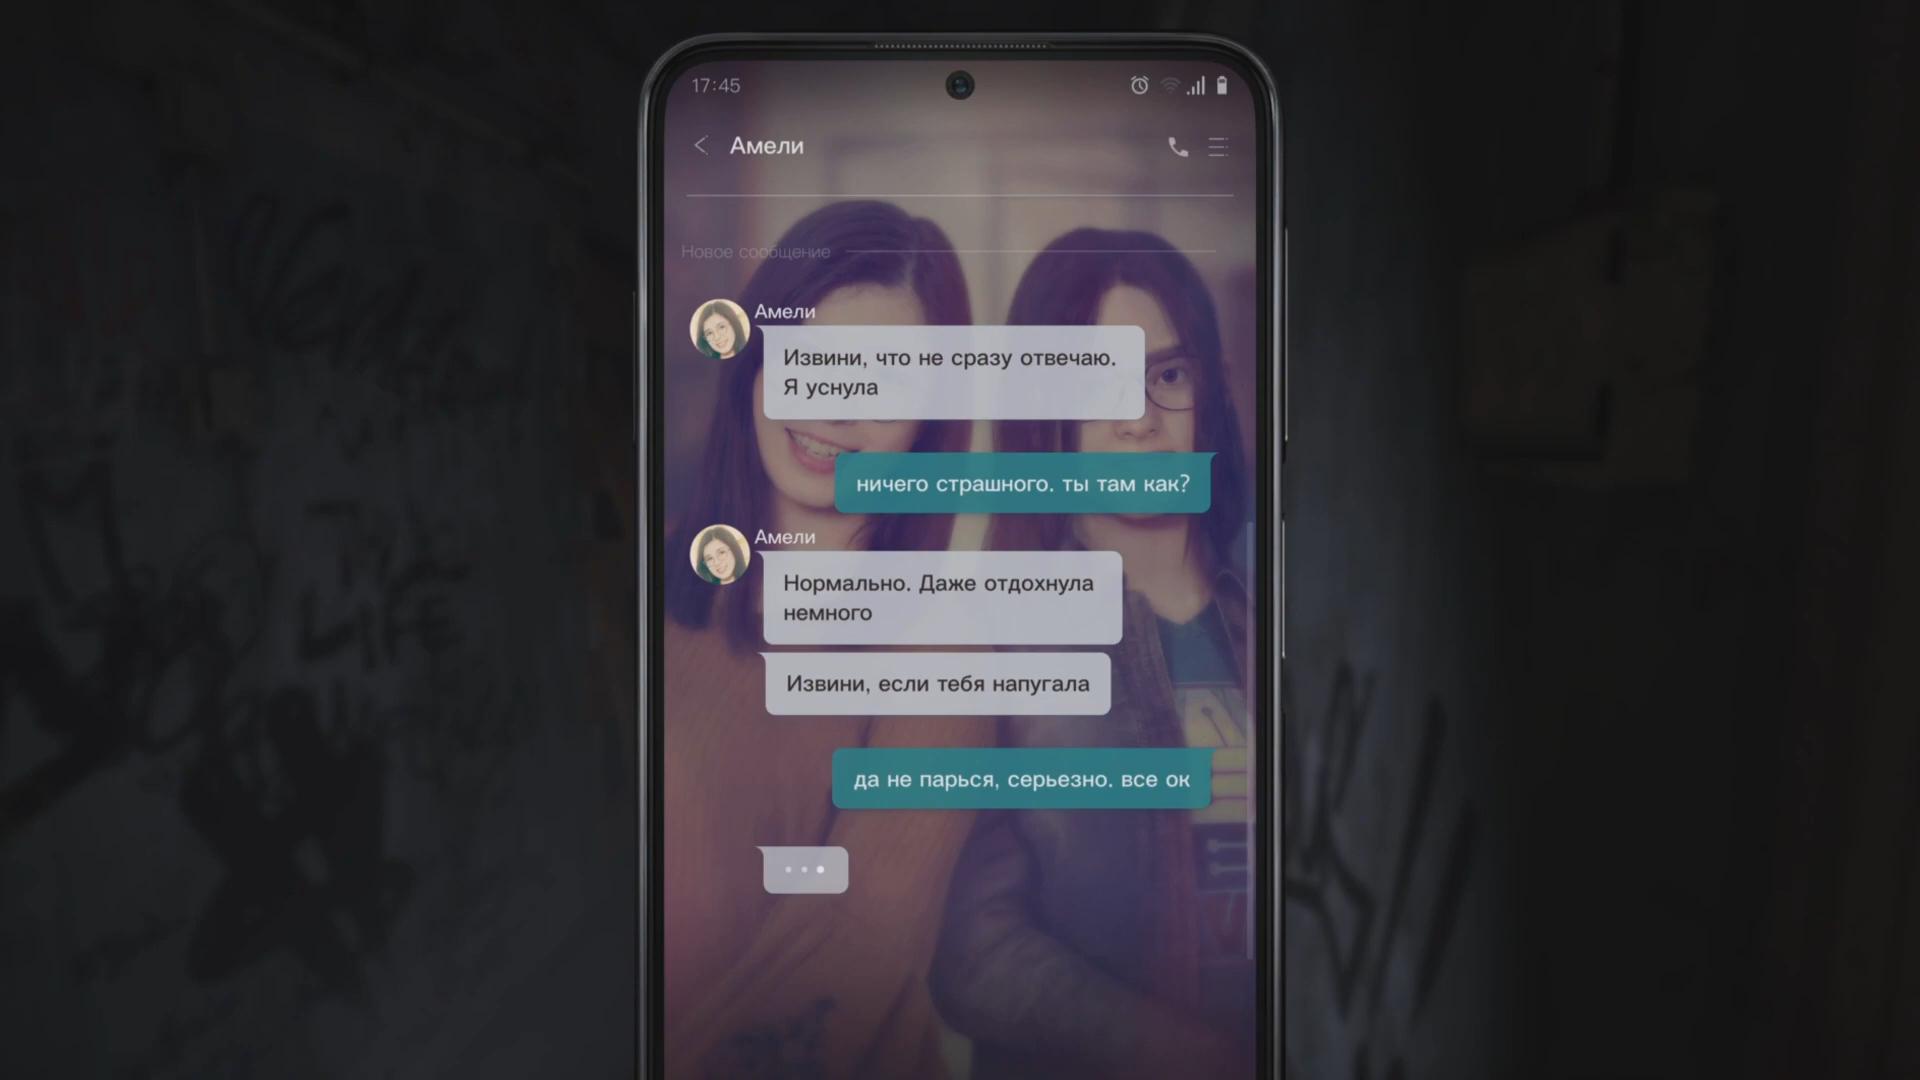 17:45
Амели
Новое сообщение
Амели
Извини, что не сразу отвечаю.
Я уснула
ничего страшного. ты там как?
Амели
Нормально. Даже отдохнула
немного
Извини, если тебя напугала
да не парься, серьезно. все ок
LIFE